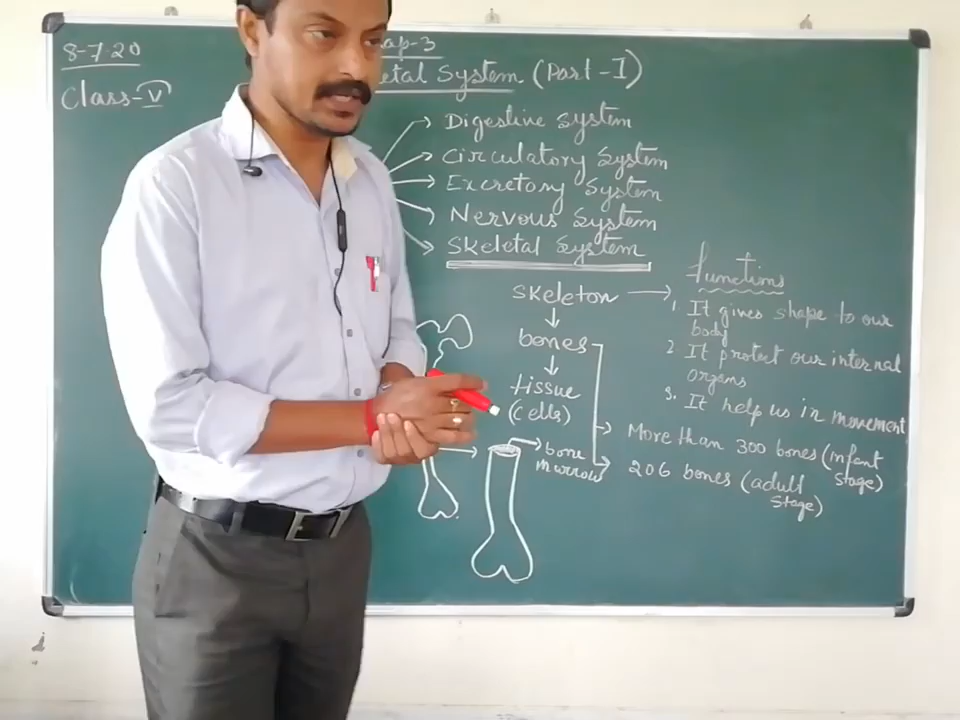 8-7-20
Class-V
ap-3
etal System (Part-I)
Digestive System
Circulatory System
Excretory System
Nervous System
Skeletal System
Skeleton
bones
tissue
(cells)
bone
marrow
functions
1. It gives shape to our
body
2. It protect our internal
organs
3. It help us in movement
More than 300 bones (infant
stage)
206 bones (adult
stage)